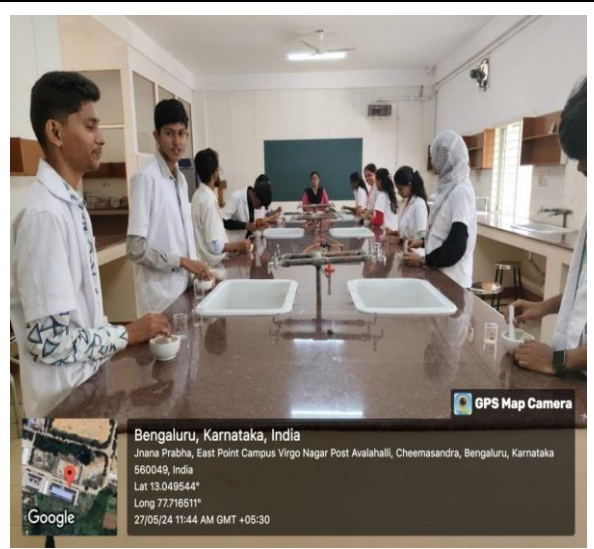 GPS Map Camera
Bengaluru, Karnataka, India
Jnana Prabha, East Point Campus Virgo Nagar Post Avalahalli, Cheemasandra, Bengaluru, Karnataka
560049, India
Lat 13.049544°
Long 77.716511°
27/05/24 11:44 AM GMT +05:30
Google